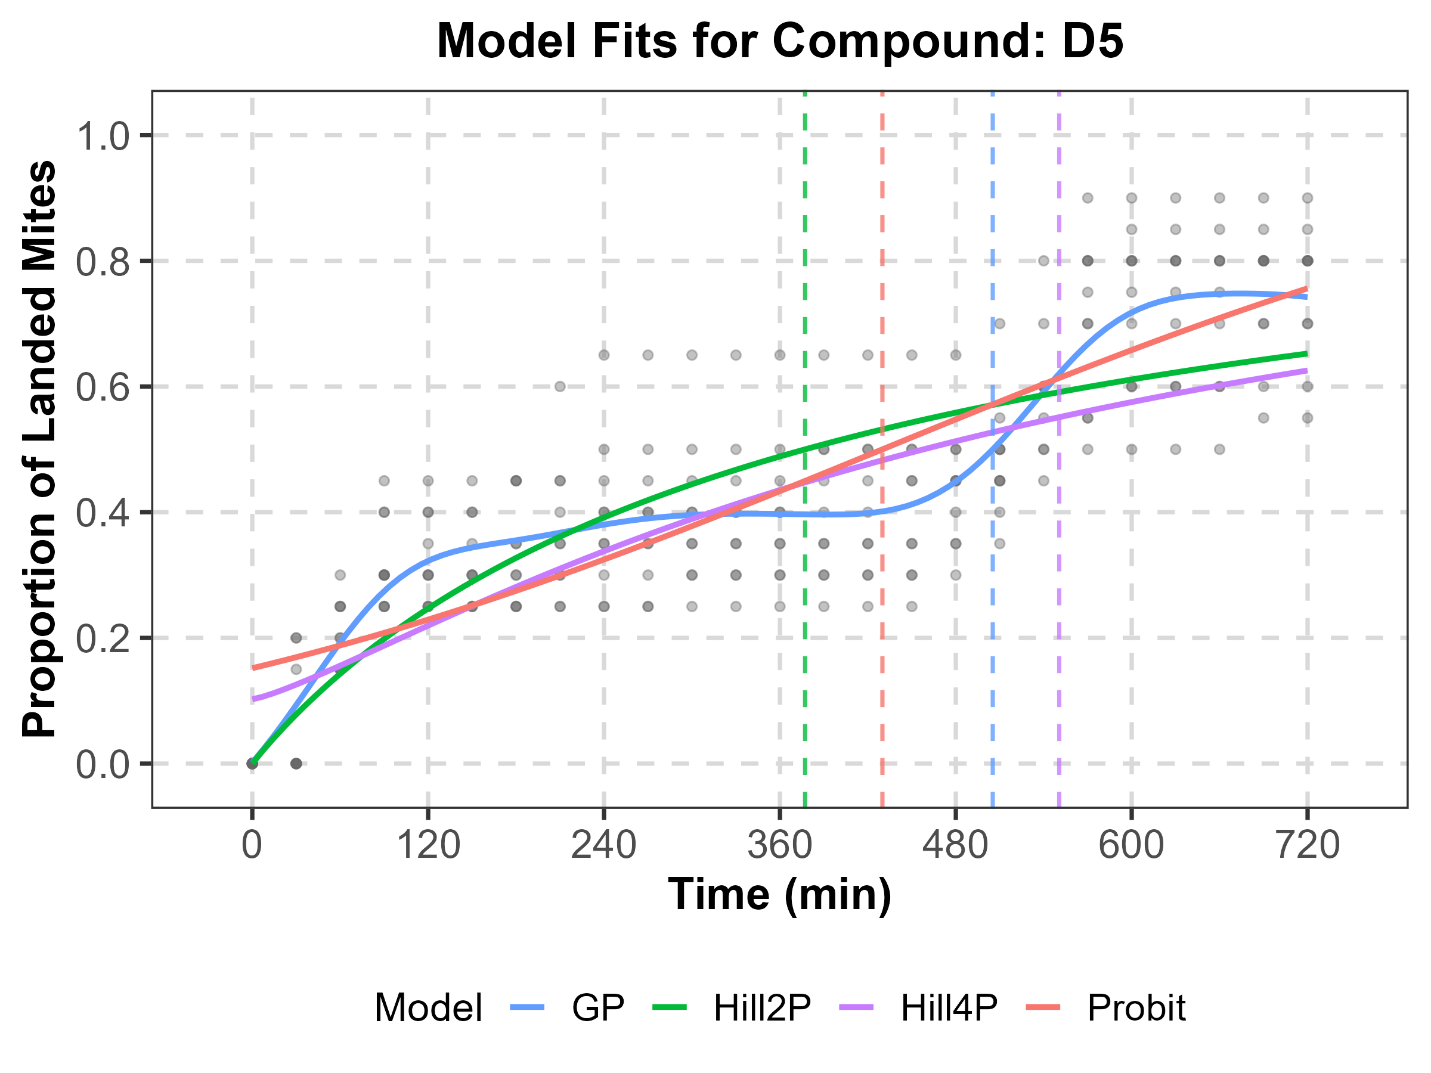 Model Fits for Compound: D5
Proportion of Landed Mites
1.0
0.8
0.6
0.4
0.2
0.0
0 120 240 360 480 600 720
Time (min)
Model GP Hill2P Hill4P Probit